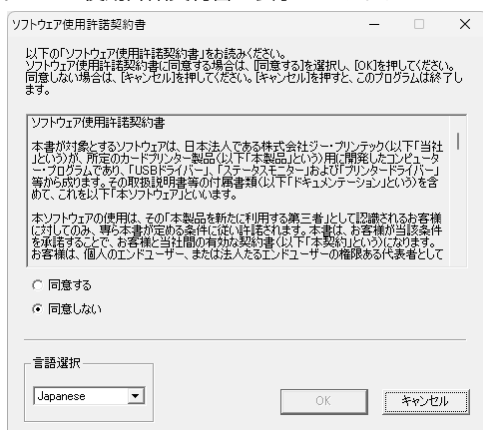 ソフトウェア使用許諾契約書
以下の「ソフトウェア使用許諾契約書」をお読みください。
ソフトウェア使用許諾契約書に同意する場合は、[同意する]を選択し、[OK]を押してください。
同意しない場合は、[キャンセル]を押してください。[キャンセル]を押すと、このプログラムは終了し
ます。
ソフトウェア使用許諾契約書
本書が対象とするソフトウェアは、日本法人である株式会社ジー・プリンテック(以下「当社
」という)が、所定のカードプリンター製品(以下「本製品」という)用に開発したコンピュータ
ー・プログラムであり、「USBドライバー」、「ステータスモニター」および「プリンタードライバー」
等から成ります。その取扱説明書等の付属書類(以下「ドキュメンテーション」という)を含
めて、これを以下「本ソフトウェア」といいます。
本ソフトウェアの使用は、その「本製品を新たに利用する第三者」として認識されるお客様
に対してのみ、専ら本書が定める条件に従い許諾されます。本書は、お客様が当該条件
を承諾することで、お客様と当社間の有効な契約書(以下「本契約」という)になります。
お客様は、個人のエンドユーザー、または法人たるエンドユーザーの権限ある代表者として
同意する
同意しない
言語選択
Japanese
OK
キャンセル